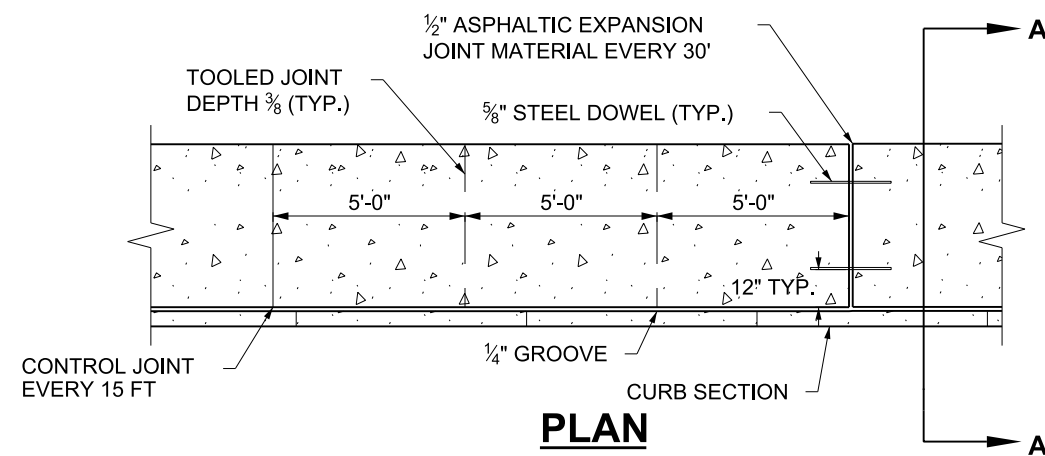 ½" ASPHALTIC EXPANSION
JOINT MATERIAL EVERY 30'
A
TOOLED JOINT
DEPTH ⅜ (TYP.)
⅝" STEEL DOWEL (TYP.)
5'-0"
5'-0"
5'-0"
12" TYP.
CONTROL JOINT
EVERY 15 FT
¼" GROOVE
CURB SECTION
PLAN
A